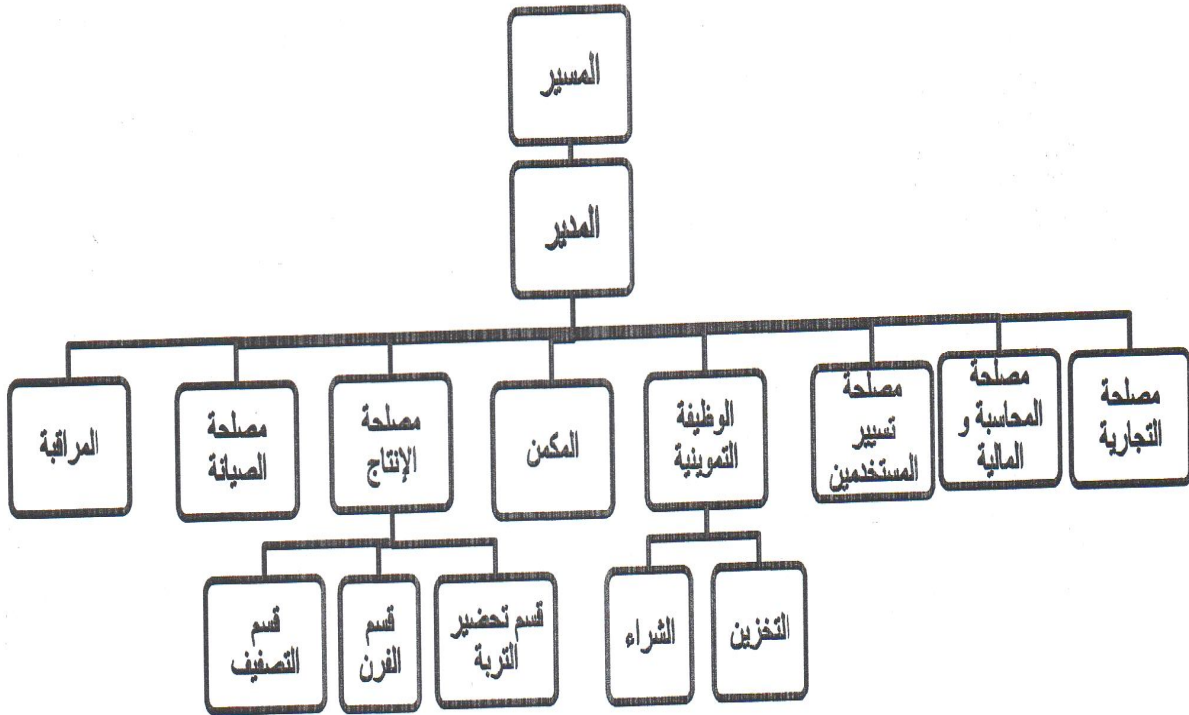 المسير
المدير
مصلحة
التجارية
مصلحة
المحاسبة و
المالية
مصلحة
تسيير
المستخدمين
الوظيفة
التموينية
المكمن
مصلحة
الإنتاج
مصلحة
الصيانة
المراقبة
التخزين
الشراء
قسم تحضير
التربة
قسم
الفرن
قسم
التصفيف